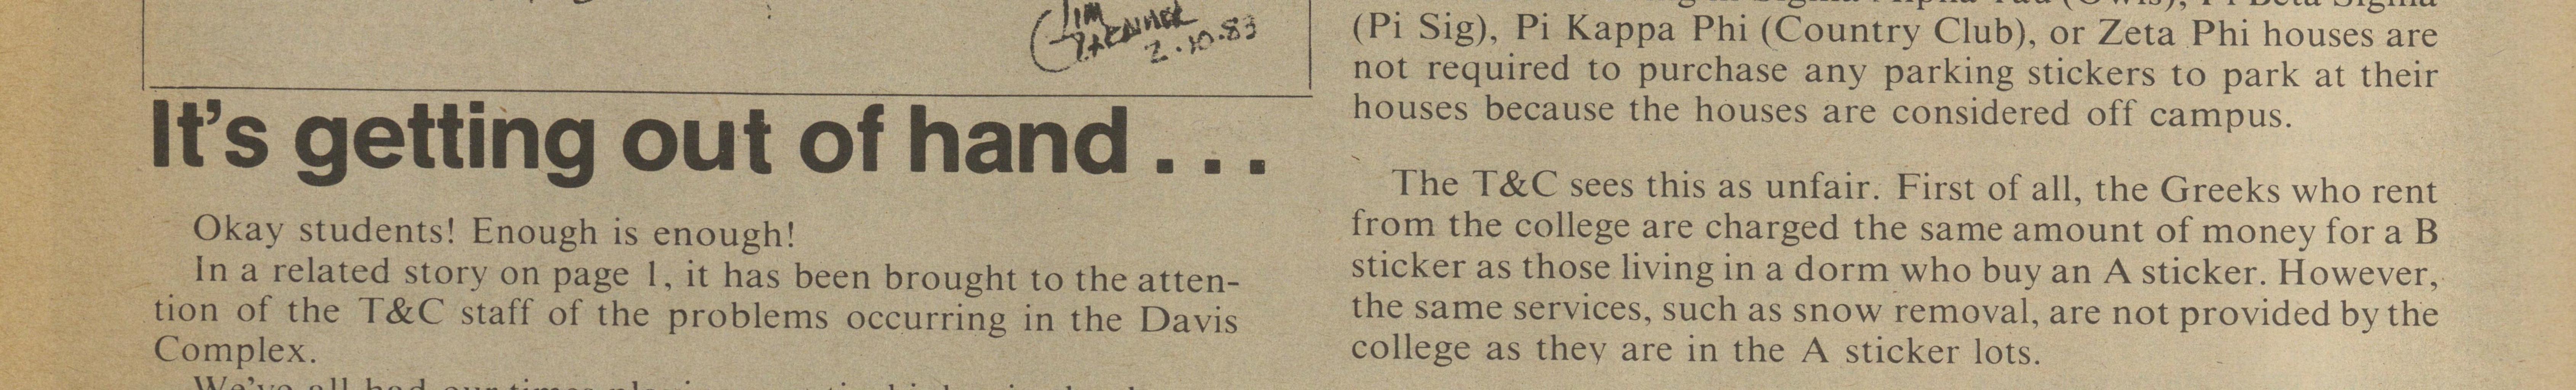 Jim
2.10.83
It's getting out of hand . . .
Okay students! Enough is enough!
In a related story on page 1, it has been brought to the atten-
tion of the T&C staff of the problems occurring in the Davis
Complex.
We've all had our times
(Pi Sig), Pi Kappa Phi (Country Club), or Zeta Phi houses are
not required to purchase any parking stickers to park at their
houses because the houses are considered off campus.
The T&C sees this as unfair. First of all, the Greeks who rent
from the college are charged the same amount of money for a B
sticker as those living in a dorm who buy an A sticker. However,
the same services, such as snow removal, are not provided by the
college as they are in the A sticker lots.